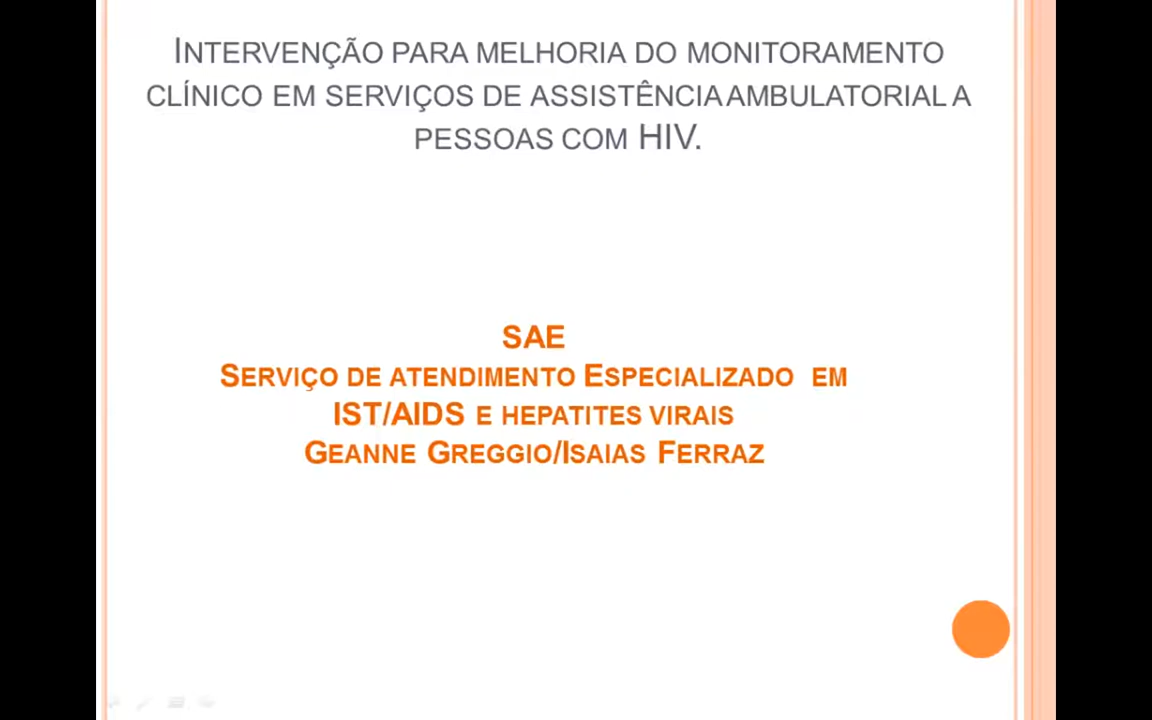 INTERVENÇÃO PARA MELHORIA DO MONITORAMENTO
CLÍNICO EM SERVIÇOS DE ASSISTÊNCIA AMBULATORIAL A
PESSOAS COM HIV.
SAE
SERVIÇO DE ATENDIMENTO ESPECIALIZADO EM
IST/AIDS E HEPATITES VIRAIS
GEANNE GREGGIO/ISAIAS FERRAZ